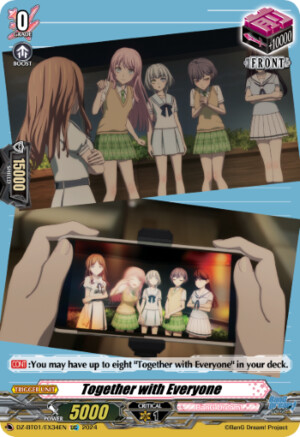 0
GRADE
BOOST
+10000
FRONT
15000
SHIELD
CONT:You may have up to eight "Together with Everyone" in your deck.
TRIGGER UNIT
Together with Everyone
POWER 5000 CRITICAL 1
DZ-BT01/EX34EN 2024 ©BanG Dream! Project